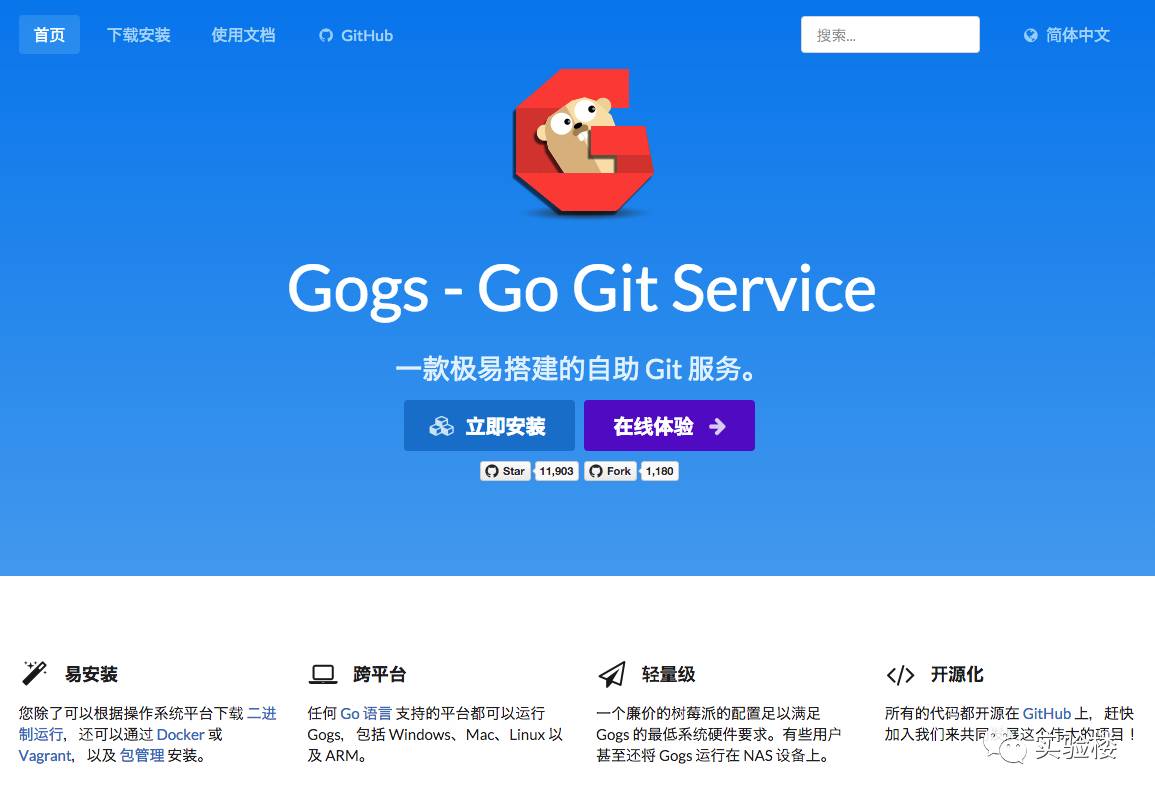 首页 下载安装 使用文档 GitHub 搜索... 简体中文
Gogs - Go Git Service
一款极易搭建的自助 Git 服务。
立即安装 在线体验
Star 11,903 Fork 1,180
易安装
您除了可以根据操作系统平台下载 二进
制运行，还可以通过 Docker 或
Vagrant，以及 包管理 安装。
跨平台
任何 Go 语言 支持的平台都可以运行
Gogs，包括 Windows、Mac、Linux 以
及 ARM。
轻量级
一个廉价的树莓派的配置足以满足
Gogs 的最低系统硬件要求。有些用户
甚至还将 Gogs 运行在 NAS 设备上。
开源化
所有的代码都开源在 GitHub 上，赶快
加入我们来共同 这个伟大的项目！
实验楼